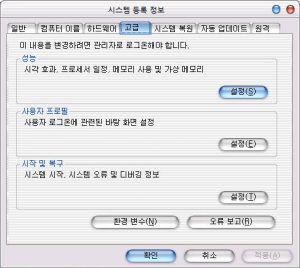 시스템 등록 정보
일반 컴퓨터 이름 하드웨어 고급 시스템 복원 자동 업데이트 원격
이 내용을 변경하려면 관리자로 로그온해야 합니다.
성능
시각 효과, 프로세서 일정, 메모리 사용 및 가상 메모리
설정(S)
사용자 프로필
사용자 로그온에 관련된 바탕 화면 설정
설정(E)
시작 및 복구
시스템 시작, 시스템 오류 및 디버깅 정보
설정(T)
환경 변수(N) 오류 보고(R)
확인 취소 적용(A)